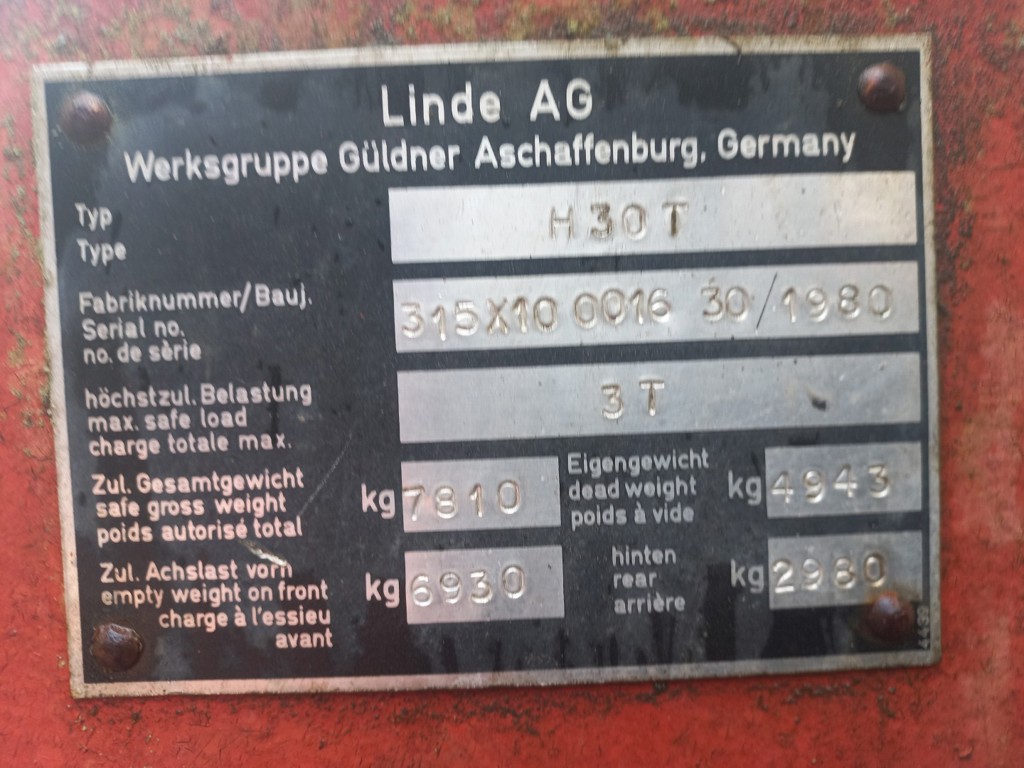 Linde AG
Werksgruppe Güldner Aschaffenburg, Germany
Typ
Type
H30T
Fabriknummer/Bauj.
Serial no.
no. de sèrie
315X10 0016 30/1980
höchstzul. Belastung
max. safe load
charge totale max.
3T
Zul. Gesamtgewicht
safe gross weight
poids autorisé total
kg 7810
Eigengewicht
dead weight
poids à vide
kg 4943
Zul. Achslast vorn
empty weight on front
charge à l'essieu
avant
kg 6930
hinten
rear
arrière
kg 2980
44-39